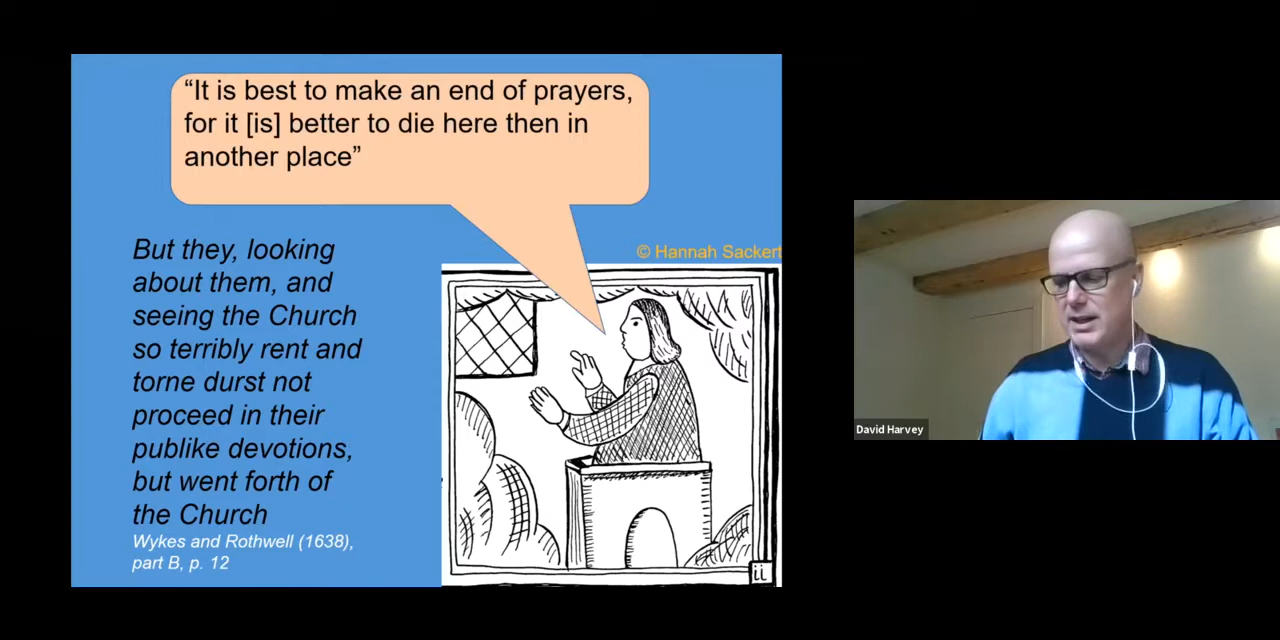 “It is best to make an end of prayers,
for it [is] better to die here then in
another place”
© Hannah Sackert
But they, looking
about them, and
seeing the Church
so terribly rent and
torne durst not
proceed in their
publike devotions,
but went forth of
the Church
Wykes and Rothwell (1638),
part B, p. 12
ii
David Harvey